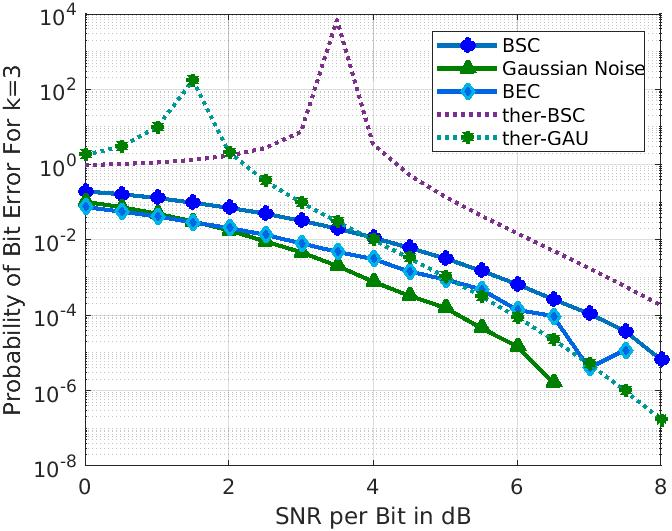 10^4
10^2
10^0
10^-2
10^-4
10^-6
10^-8
Probability of Bit Error For k=3
BSC
Gaussian Noise
BEC
ther-BSC
ther-GAU
0 2 4 6 8
SNR per Bit in dB